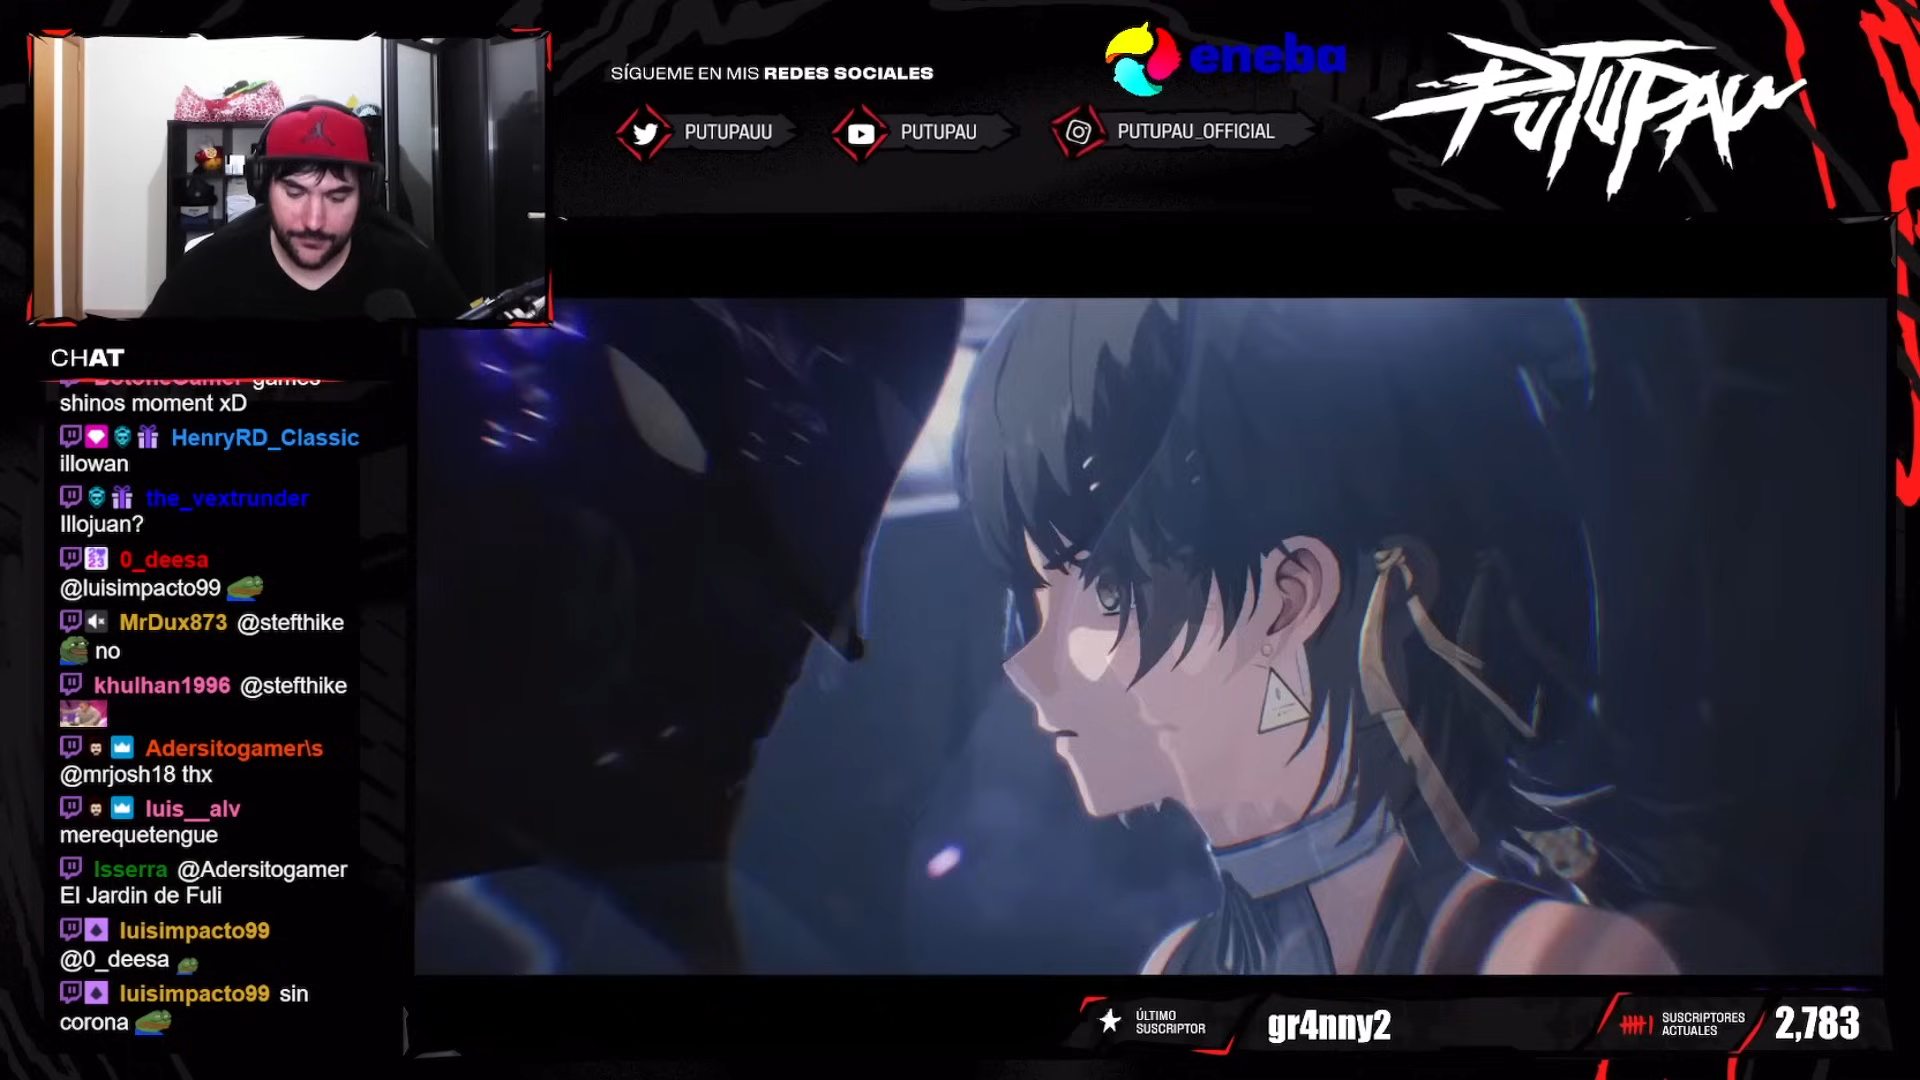 SÍGUEME EN MIS REDES SOCIALES
eneba
PUTUPAU
PUTUPAUU
PUTUPAU
PUTUPAU_OFFICIAL
CHAT
games
shinos moment xD
HenryRD_Classic
illowan
the_vextrunder
Illojuan?
0_deesa
@luisimpacto99
MrDux873 @stefthike
no
khulhan1996 @stefthike
Adersitogamer\s
@mrjosh18 thx
luis__alv
merequetengue
Isserra @Adersitogamer
El Jardin de Fuli
luisimpacto99
@0_deesa
luisimpacto99 sin
corona
ÚLTIMO
SUSCRIPTOR
gr4nny2
SUSCRIPTORES
ACTUALES
2,783